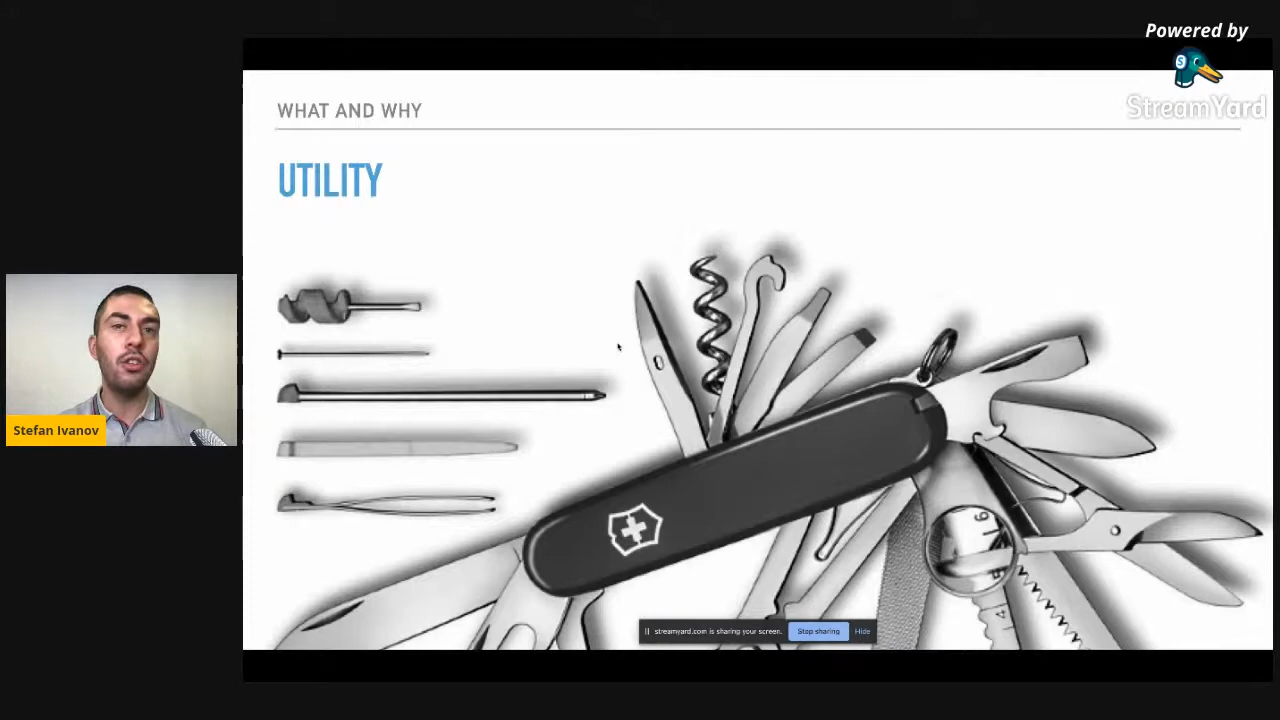 Powered by
StreamYard
WHAT AND WHY
UTILITY
Stefan Ivanov
streamyard.com is sharing your screen.
Stop sharing
Hide